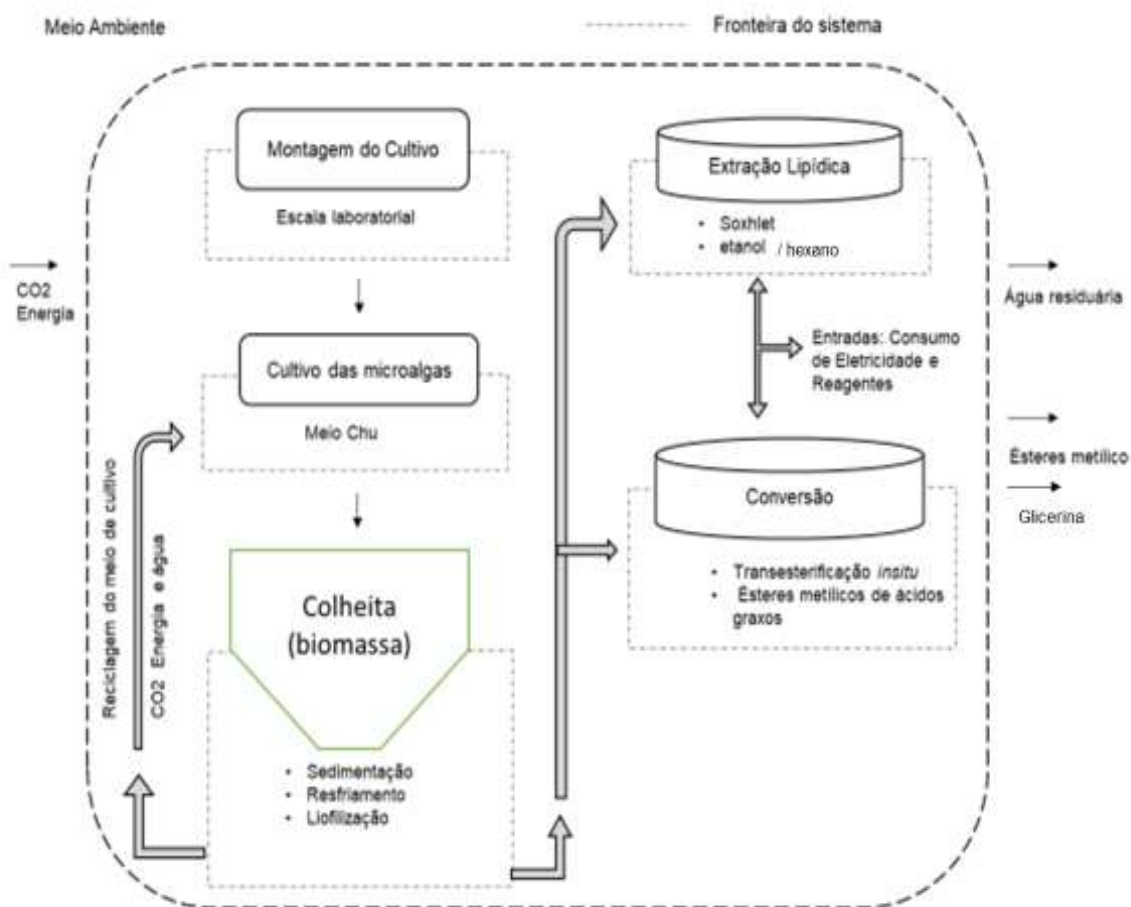 Meio Ambiente
Fronteira do sistema
Montagem do Cultivo
Escala laboratorial
Cultivo das microalgas
Meio Chu
Colheita
(biomassa)
• Sedimentação
• Resfriamento
• Liofilização
CO2
Energia
Reciclagem do meio de cultivo
CO2 Energia e água
Extração Lipídica
• Soxhlet
• etanol / hexano
Entradas: Consumo
de Eletricidade e
Reagentes
Conversão
• Transesterificação insitu
• Ésteres metílicos de ácidos
graxos
Água residuária
Ésteres metílico
Glicerina